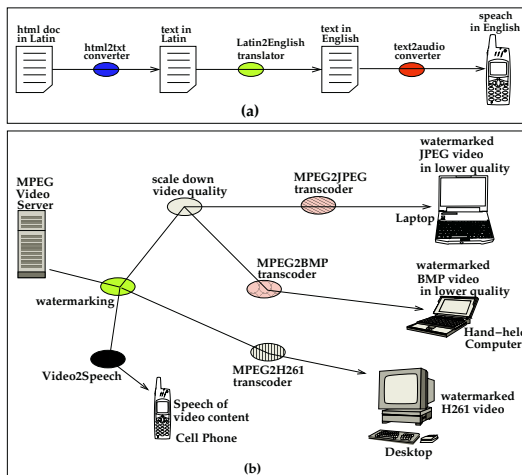 html doc
in Latin
html2txt
converter
text in
Latin
Latin2English
translator
text in
English
text2audio
converter
speach
in English
(a)
MPEG
Video
Server
scale down
video quality
MPEG2JPEG
transcoder
watermarked
JPEG video
in lower quality
Laptop
MPEG2BMP
transcoder
watermarked
BMP video
in lower quality
Hand-held
Computer
watermarking
Video2Speech
MPEG2H261
transcoder
Speech of
video content
Cell Phone
watermarked
H261 video
Desktop
(b)